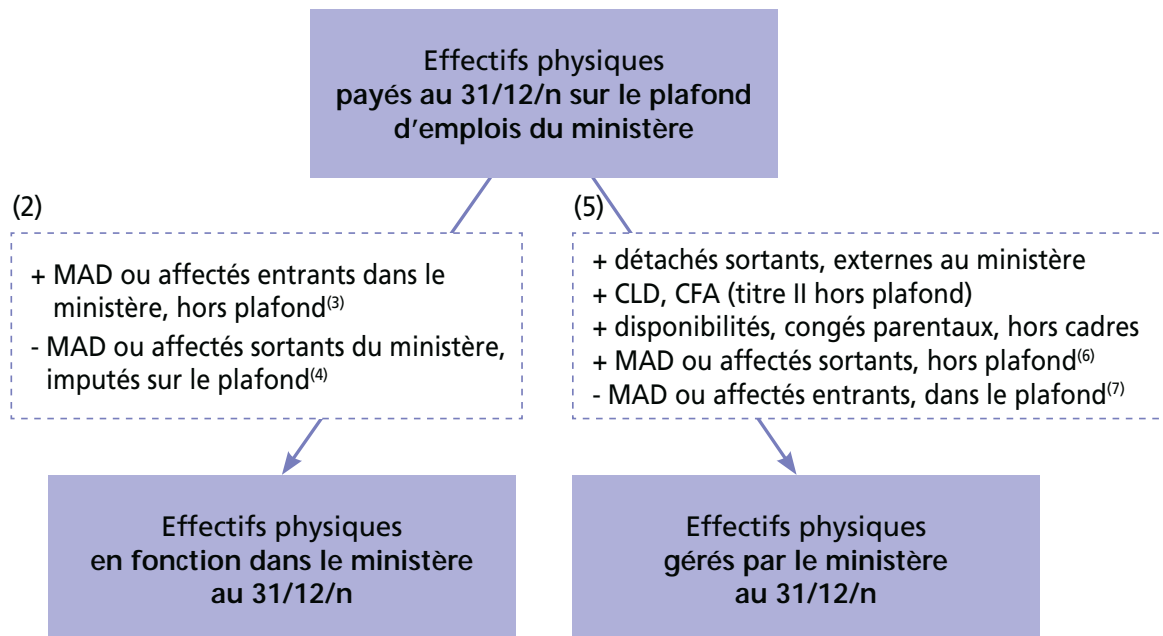 Effectifs physiques
payés au 31/12/n sur le plafond
d’emplois du ministère
(2)
+ MAD ou affectés entrants dans le
ministère, hors plafond(3)
- MAD ou affectés sortants du ministère,
imputés sur le plafond(4)
(5)
+ détachés sortants, externes au ministère
+ CLD, CFA (titre II hors plafond)
+ disponibilités, congés parentaux, hors cadres
+ MAD ou affectés sortants, hors plafond(6)
- MAD ou affectés entrants, dans le plafond(7)
Effectifs physiques
en fonction dans le ministère
au 31/12/n
Effectifs physiques
gérés par le ministère
au 31/12/n